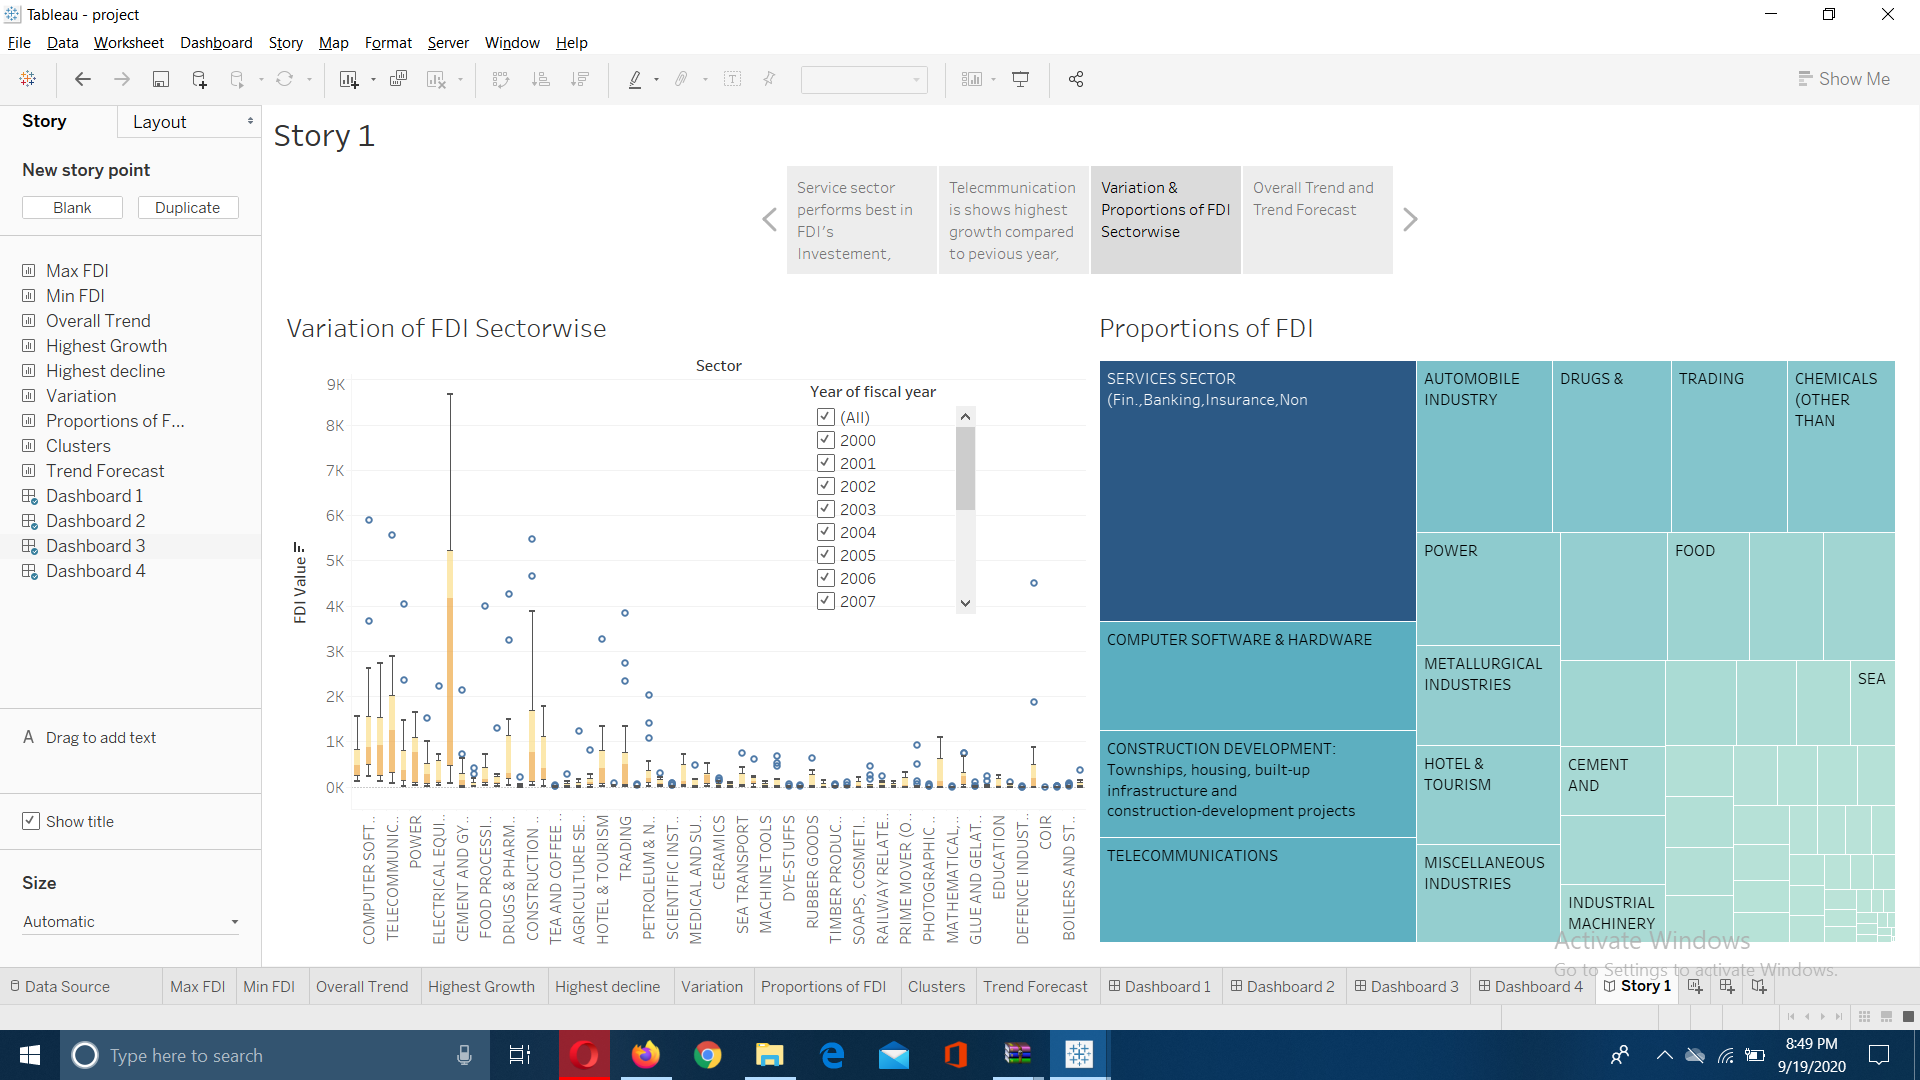 Tableau - project
File Data Worksheet Dashboard Story Map Format Server Window Help
Show Me
Story
Layout
New story point
Blank
Duplicate
Max FDI
Min FDI
Overall Trend
Highest Growth
Highest decline
Variation
Proportions of F...
Clusters
Trend Forecast
Dashboard 1
Dashboard 2
Dashboard 3
Dashboard 4
A Drag to add text
Show title
Size
Automatic
Story 1
Service sector
performs best in
FDI's
Investement,
Telecmmunication
is shows highest
growth compared
to pevious year,
Variation &
Proportions of FDI
Sectorwise
Overall Trend and
Trend Forecast
Variation of FDI Sectorwise
Sector
FDI Value
9K
8K
7K
6K
5K
4K
3K
2K
1K
0K
Year of fiscal year
(All)
2000
2001
2002
2003
2004
2005
2006
2007
COMPUTER SOFT..
TELECOMMUNIC..
POWER
ELECTRICAL EQUI..
CEMENT AND GY..
FOOD PROCESSI..
DRUGS & PHARM..
CONSTRUCTION ..
TEA AND COFFEE ..
AGRICULTURE SE..
HOTEL & TOURISM
TRADING
PETROLEUM & N..
SCIENTIFIC INST..
MEDICAL AND SU..
CERAMICS
SEA TRANSPORT
MACHINE TOOLS
DYE-STUFFS
RUBBER GOODS
TIMBER PRODUC..
SOAPS, COSMETI..
RAILWAY RELATE..
PRIME MOVER (O..
PHOTOGRAPHIC ..
MATHEMATICAL,..
GLUE AND GELAT..
EDUCATION
DEFENCE INDUST..
COIR
BOILERS AND ST..
Proportions of FDI
SERVICES SECTOR
(Fin.,Banking,Insurance,Non
COMPUTER SOFTWARE & HARDWARE
CONSTRUCTION DEVELOPMENT:
Townships, housing, built-up
infrastructure and
construction-development projects
TELECOMMUNICATIONS
AUTOMOBILE
INDUSTRY
DRUGS &
TRADING
CHEMICALS
(OTHER
THAN
POWER
FOOD
METALLURGICAL
INDUSTRIES
SEA
HOTEL &
TOURISM
CEMENT
AND
MISCELLANEOUS
INDUSTRIES
INDUSTRIAL
MACHINERY
Activate Windows
Go to Settings to activate Windows.
Data Source Max FDI Min FDI Overall Trend Highest Growth Highest decline Variation Proportions of FDI Clusters Trend Forecast Dashboard 1 Dashboard 2 Dashboard 3 Dashboard 4 Story 1
Type here to search
8:49 PM
9/19/2020